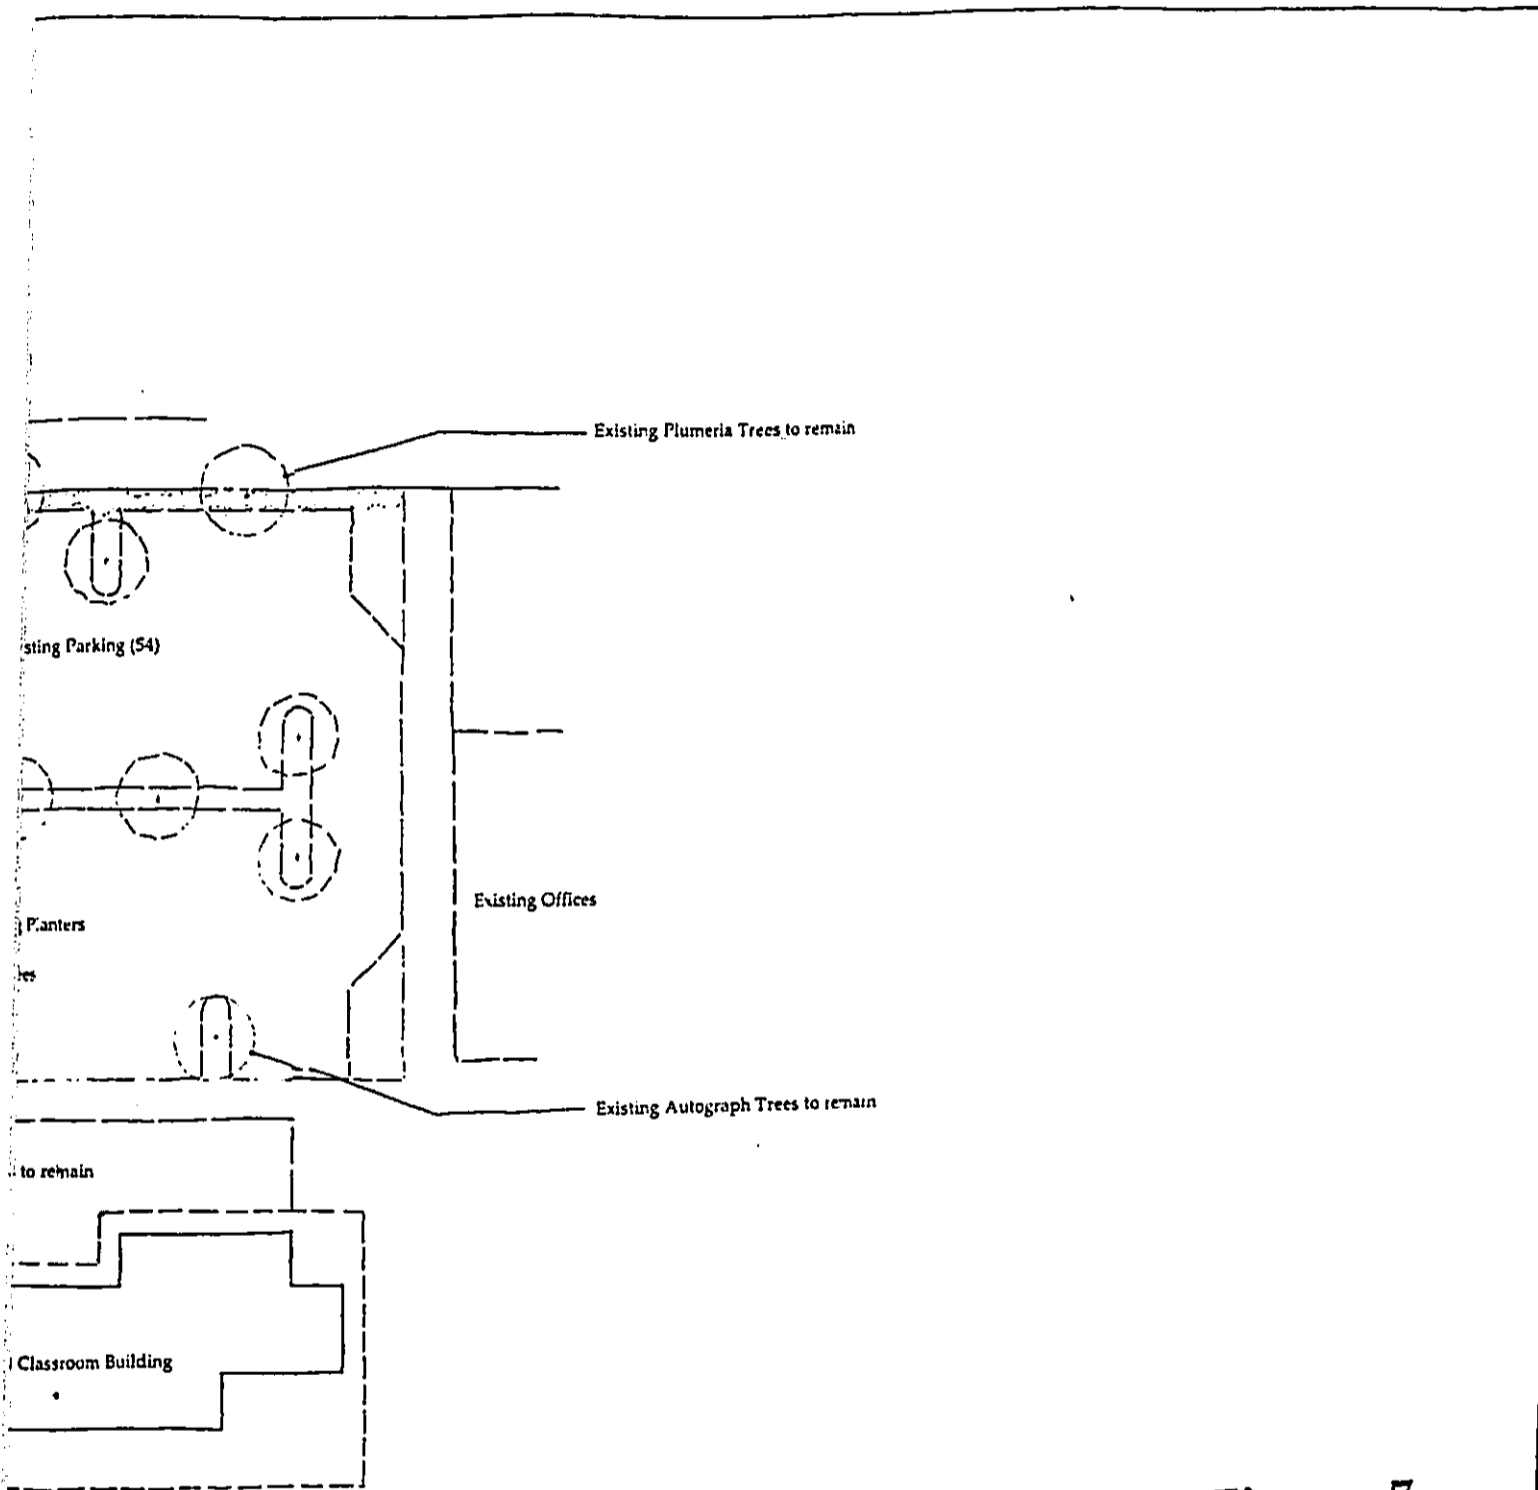 Existing Plumeria Trees to remain
sting Parking (54)
Existing Offices
Planters
Existing Autograph Trees to remain
to remain
Classroom Building